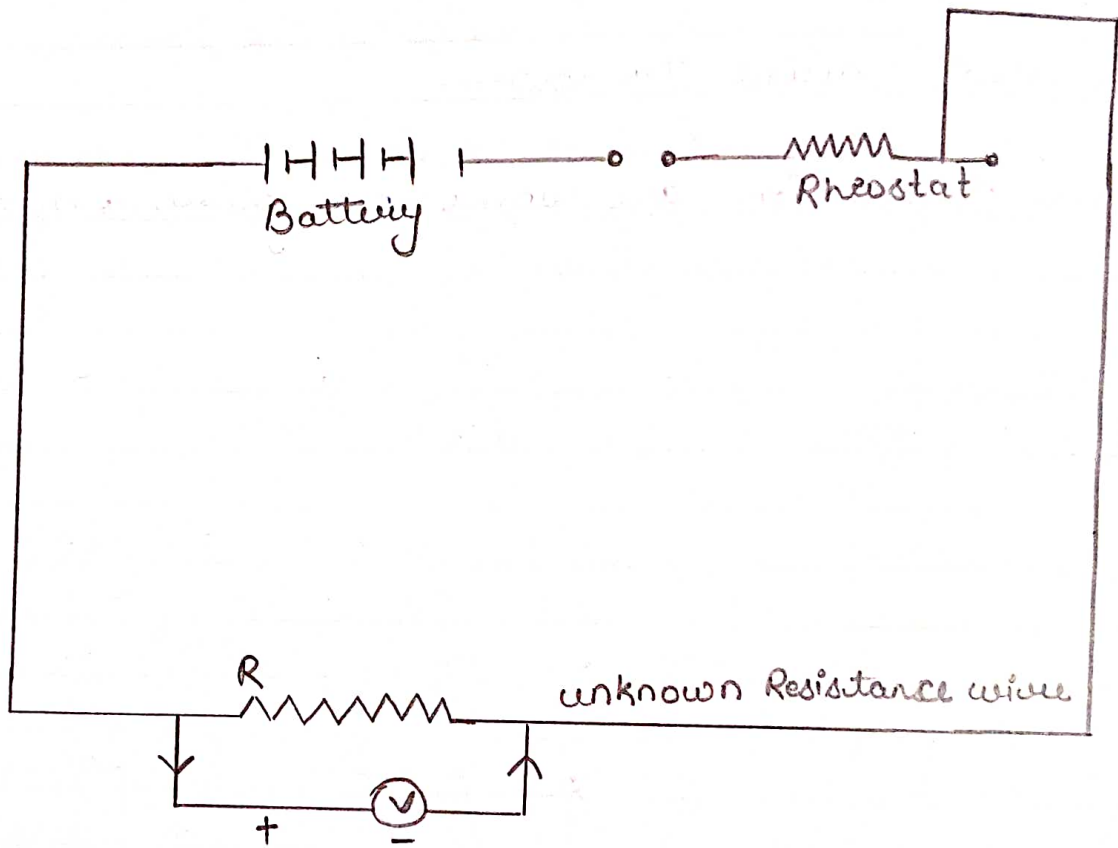 Battery
Rheostat
R
unknown Resistance wire
V
+
-